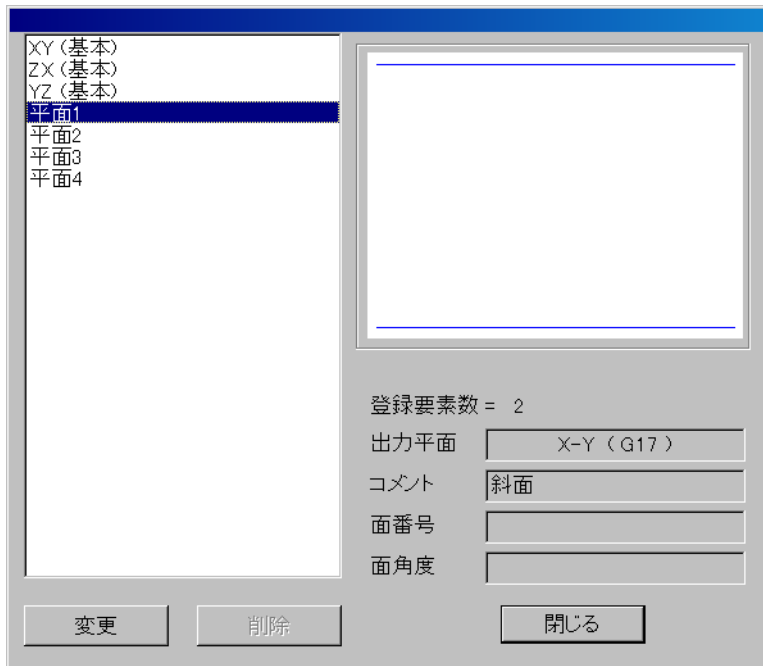 XY (基本)
ZX (基本)
YZ (基本)
平面1
平面2
平面3
平面4
登録要素数 = 2
出力平面 X-Y ( G17 )
コメント 斜面
面番号
面角度
変更 削除 閉じる